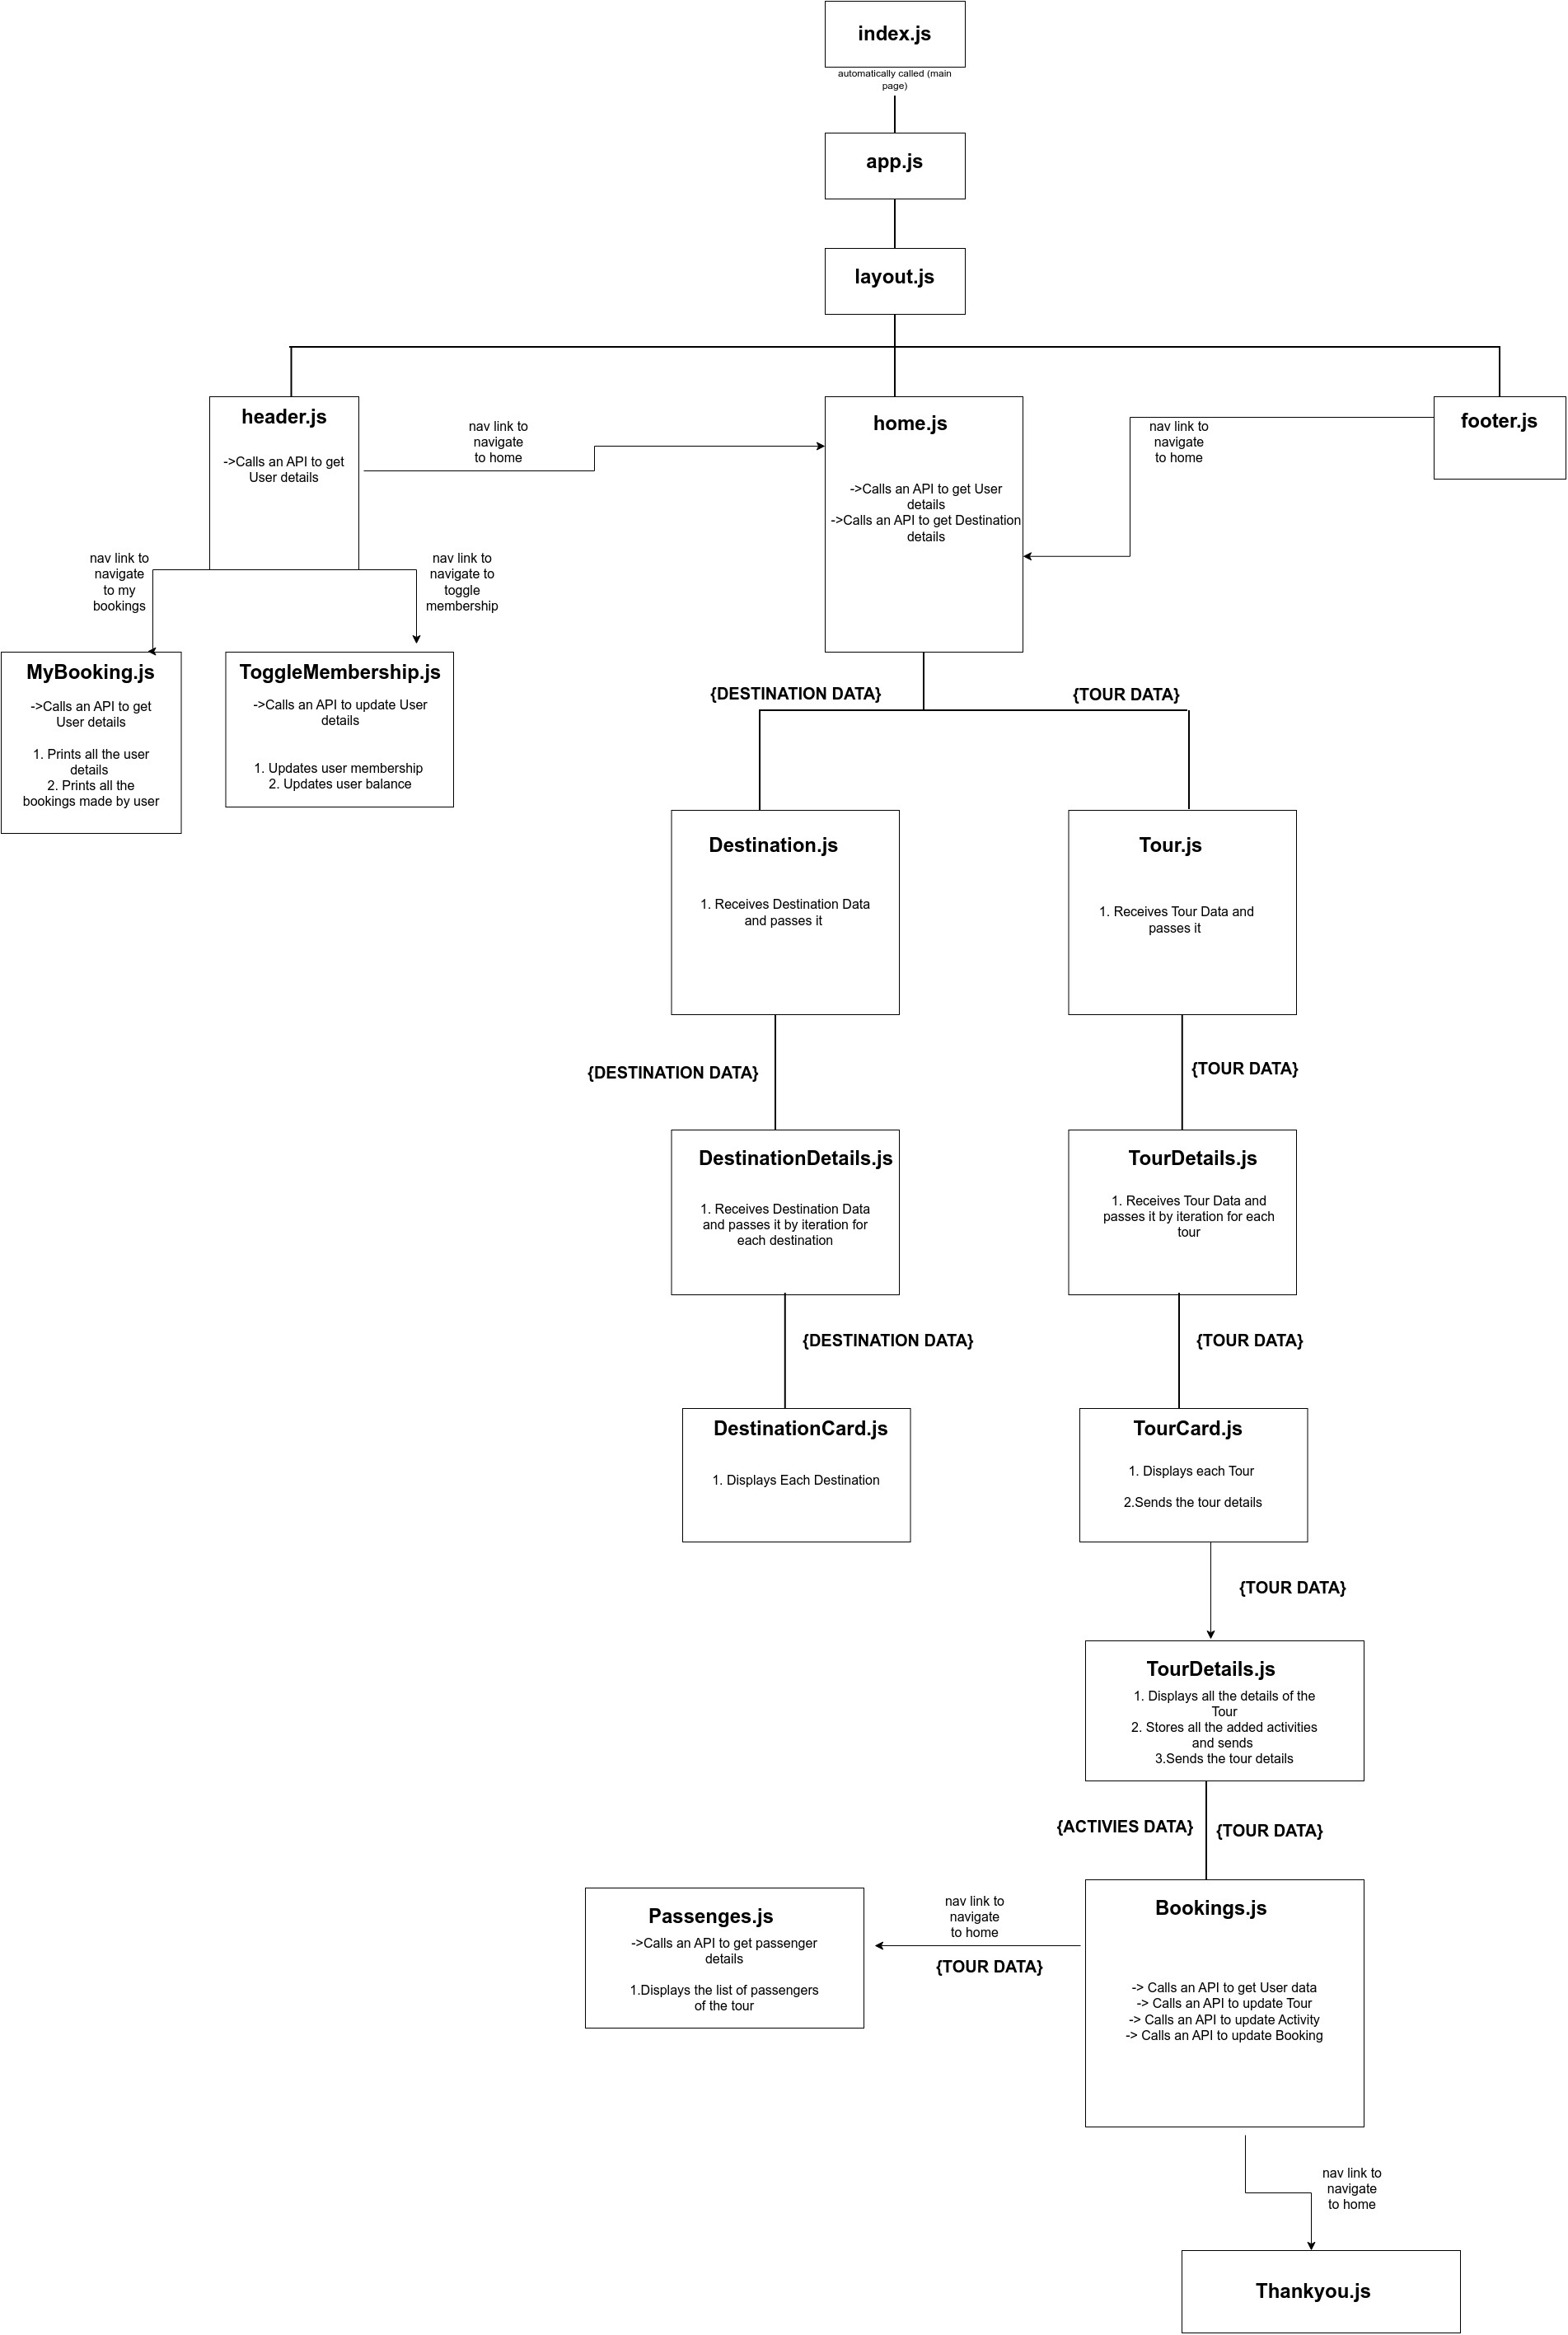 index.js
automatically called (main
page)
app.js
layout.js
header.js
->Calls an API to get
User details
nav link to
navigate
to home
home.js
->Calls an API to get User
details
->Calls an API to get Destination
details
nav link to
navigate
to home
footer.js
nav link to
navigate
to my
bookings
nav link to
navigate to
toggle
membership
MyBooking.js
->Calls an API to get
User details
1. Prints all the user
details
2. Prints all the
bookings made by user
ToggleMembership.js
->Calls an API to update User
details
1. Updates user membership
2. Updates user balance
{DESTINATION DATA}
{TOUR DATA}
Destination.js
1. Receives Destination Data
and passes it
Tour.js
1. Receives Tour Data and
passes it
{DESTINATION DATA}
{TOUR DATA}
DestinationDetails.js
1. Receives Destination Data
and passes it by iteration for
each destination
TourDetails.js
1. Receives Tour Data and
passes it by iteration for each
tour
{DESTINATION DATA}
{TOUR DATA}
DestinationCard.js
1. Displays Each Destination
TourCard.js
1. Displays each Tour
2.Sends the tour details
{TOUR DATA}
TourDetails.js
1. Displays all the details of the
Tour
2. Stores all the added activities
and sends
3.Sends the tour details
{ACTIVIES DATA}
{TOUR DATA}
Passenges.js
->Calls an API to get passenger
details
1.Displays the list of passengers
of the tour
nav link to
navigate
to home
{TOUR DATA}
Bookings.js
-> Calls an API to get User data
-> Calls an API to update Tour
-> Calls an API to update Activity
-> Calls an API to update Booking
nav link to
navigate
to home
Thankyou.js